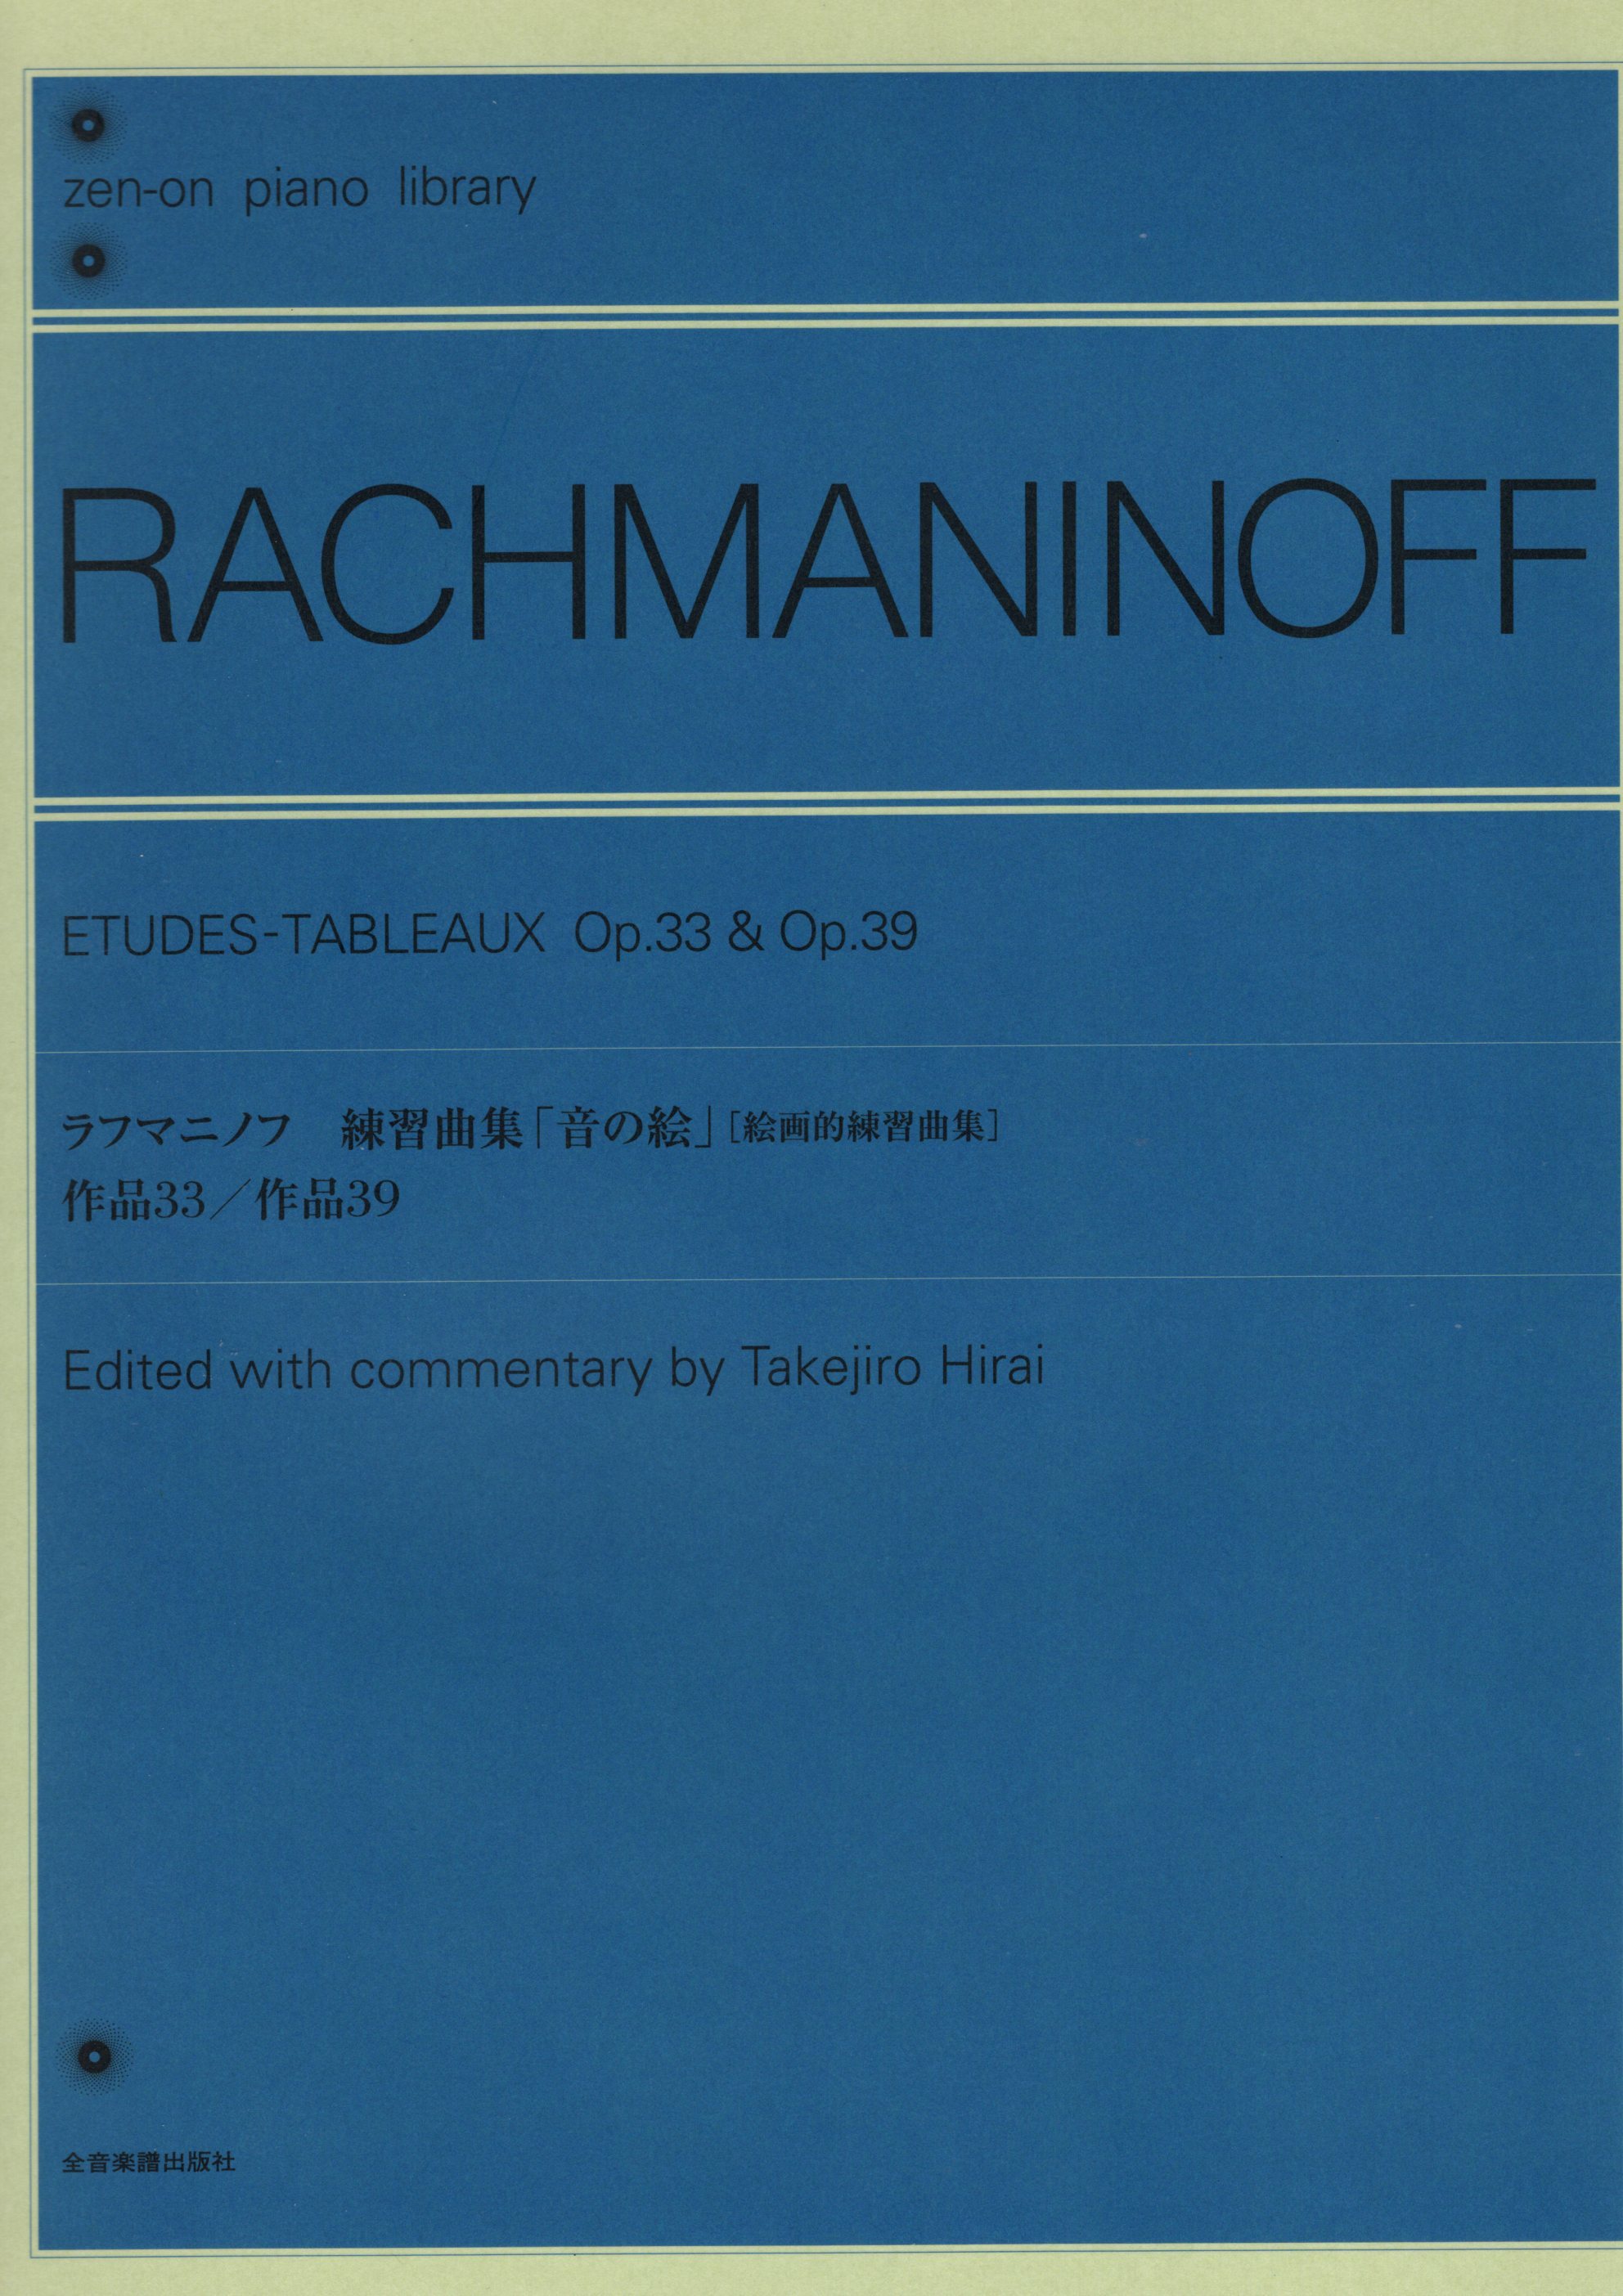 zen-on piano library
RACHMANINOFF
ETUDES-TABLEAUX Op.33 & Op.39
ラフマニノフ 練習曲集「音の絵」[絵画的練習曲集]
作品33／作品39
Edited with commentary by Takejiro Hirai
全音楽譜出版社